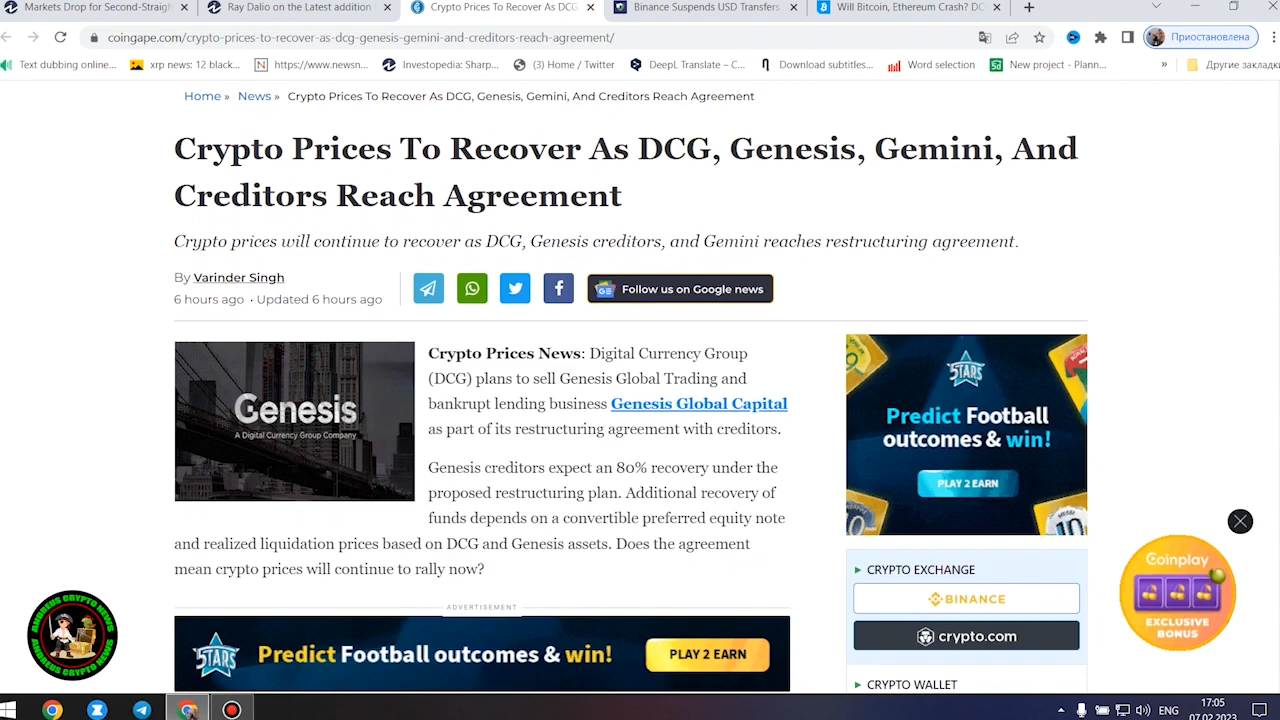 Markets Drop for Second-Straigh
Ray Dalio on the Latest addition
Crypto Prices To Recover As DCG,
Binance Suspends USD Transfers
Will Bitcoin, Ethereum Crash? DC
coingape.com/crypto-prices-to-recover-as-dcg-genesis-gemini-and-creditors-reach-agreement/
Приостановлена
Text dubbing online...
xrp news: 12 black...
https://www.newsn...
Investopedia: Sharp...
(3) Home / Twitter
DeepL Translate – C...
Download subtitles...
Word selection
New project - Plann...
»
Другие закладки
Home » News » Crypto Prices To Recover As DCG, Genesis, Gemini, And Creditors Reach Agreement
Crypto Prices To Recover As DCG, Genesis, Gemini, And
Creditors Reach Agreement
Crypto prices will continue to recover as DCG, Genesis creditors, and Gemini reaches restructuring agreement.
By Varinder Singh
6 hours ago · Updated 6 hours ago
Follow us on Google news
Genesis
A Digital Currency Group Company
Crypto Prices News: Digital Currency Group
(DCG) plans to sell Genesis Global Trading and
bankrupt lending business Genesis Global Capital
as part of its restructuring agreement with creditors.
Genesis creditors expect an 80% recovery under the
proposed restructuring plan. Additional recovery of
funds depends on a convertible preferred equity note
and realized liquidation prices based on DCG and Genesis assets. Does the agreement
mean crypto prices will continue to rally now?
ADVERTISEMENT
STARS
Predict Football outcomes & win!
PLAY 2 EARN
STARS
Predict Football
outcomes & win!
PLAY 2 EARN
CRYPTO EXCHANGE
BINANCE
crypto.com
CRYPTO WALLET
Coinplay
EXCLUSIVE
BONUS
ANDREUS CRYPTO NEWS
ANDREUS CRYPTO NEWS
ENG
17:05
07.02.2023